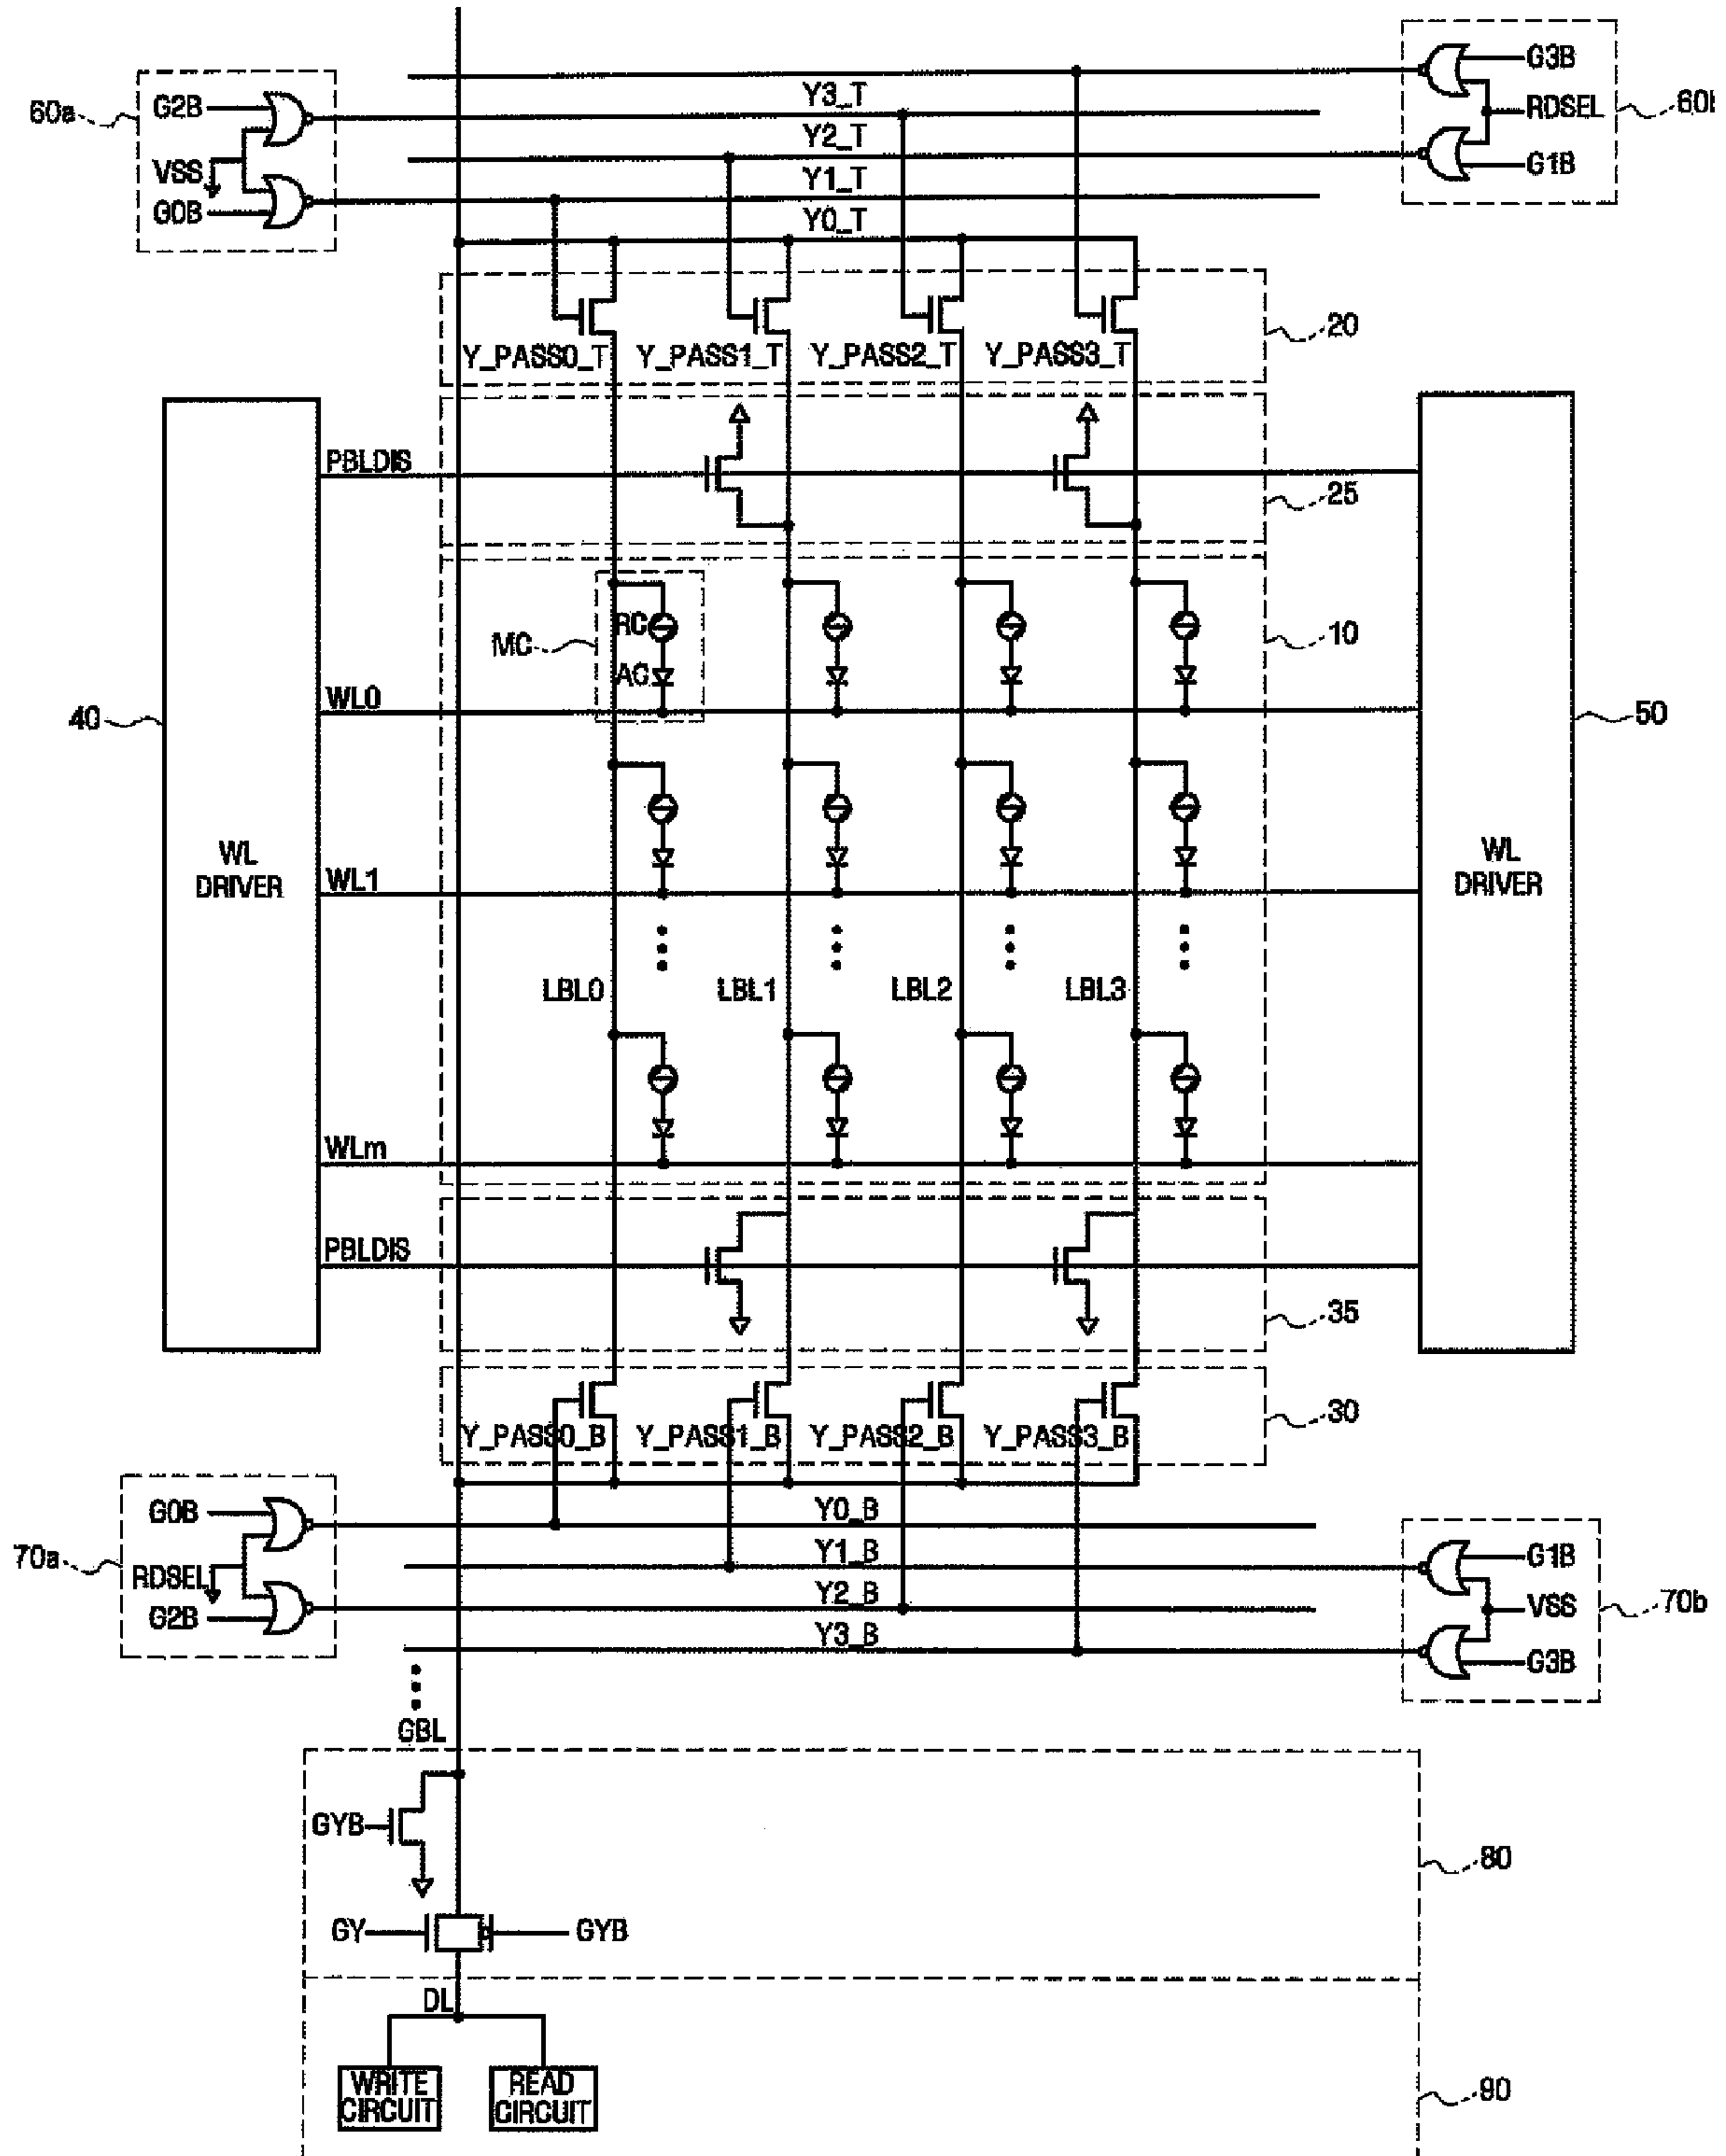 G3B
60a
G2B
Y3_T
RDSEL
60b
Y2_T
VSS
Y1_T
G1B
G0B
Y0_T
20
Y_PASS0_T
Y_PASS1_T
Y_PASS2_T
Y_PASS3_T
PBLDIS
25
RC
MC
10
AC
WL0
40
50
WL
DRIVER
WL
DRIVER
WL1
LBL0
LBL1
LBL2
LBL3
WLm
PBLDIS
35
30
Y_PASS0_B
Y_PASS1_B
Y_PASS2_B
Y_PASS3_B
G0B
Y0_B
70a
Y1_B
G1B
RDSEL
Y2_B
VSS
70b
G2B
Y3_B
G3B
GBL
GYB
80
GY
GYB
DL
WRITE
CIRCUIT
READ
CIRCUIT
90